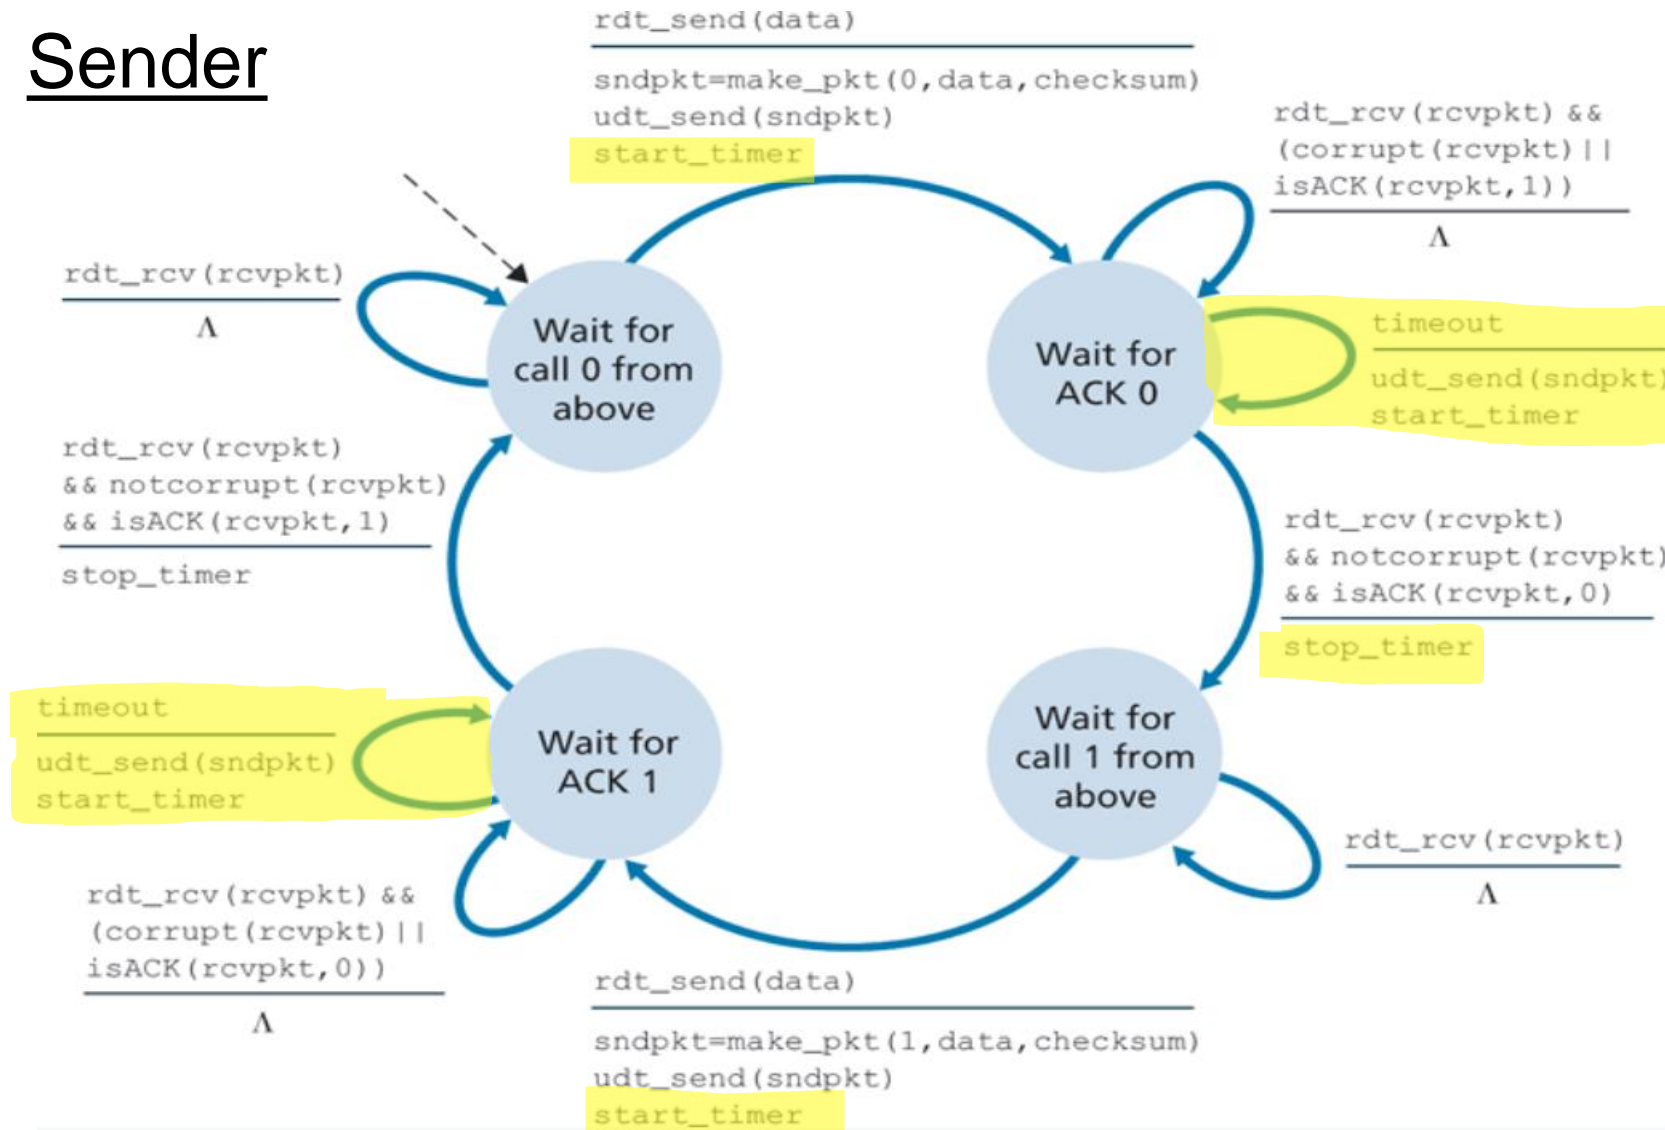 Sender
rdt_send(data)
sndpkt=make_pkt(0,data,checksum)
udt_send(sndpkt)
start_timer
rdt_rcv(rcvpkt) &&
(corrupt(rcvpkt)||
isACK(rcvpkt,1))
Λ
rdt_rcv(rcvpkt)
Λ
Wait for
call 0 from
above
Wait for
ACK 0
timeout
udt_send(sndpkt)
start_timer
rdt_rcv(rcvpkt)
&& notcorrupt(rcvpkt)
&& isACK(rcvpkt,1)
stop_timer
rdt_rcv(rcvpkt)
&& notcorrupt(rcvpkt)
&& isACK(rcvpkt,0)
stop_timer
timeout
udt_send(sndpkt)
start_timer
Wait for
ACK 1
Wait for
call 1 from
above
rdt_rcv(rcvpkt)
Λ
rdt_rcv(rcvpkt) &&
(corrupt(rcvpkt)||
isACK(rcvpkt,0))
Λ
rdt_send(data)
sndpkt=make_pkt(1,data,checksum)
udt_send(sndpkt)
start_timer